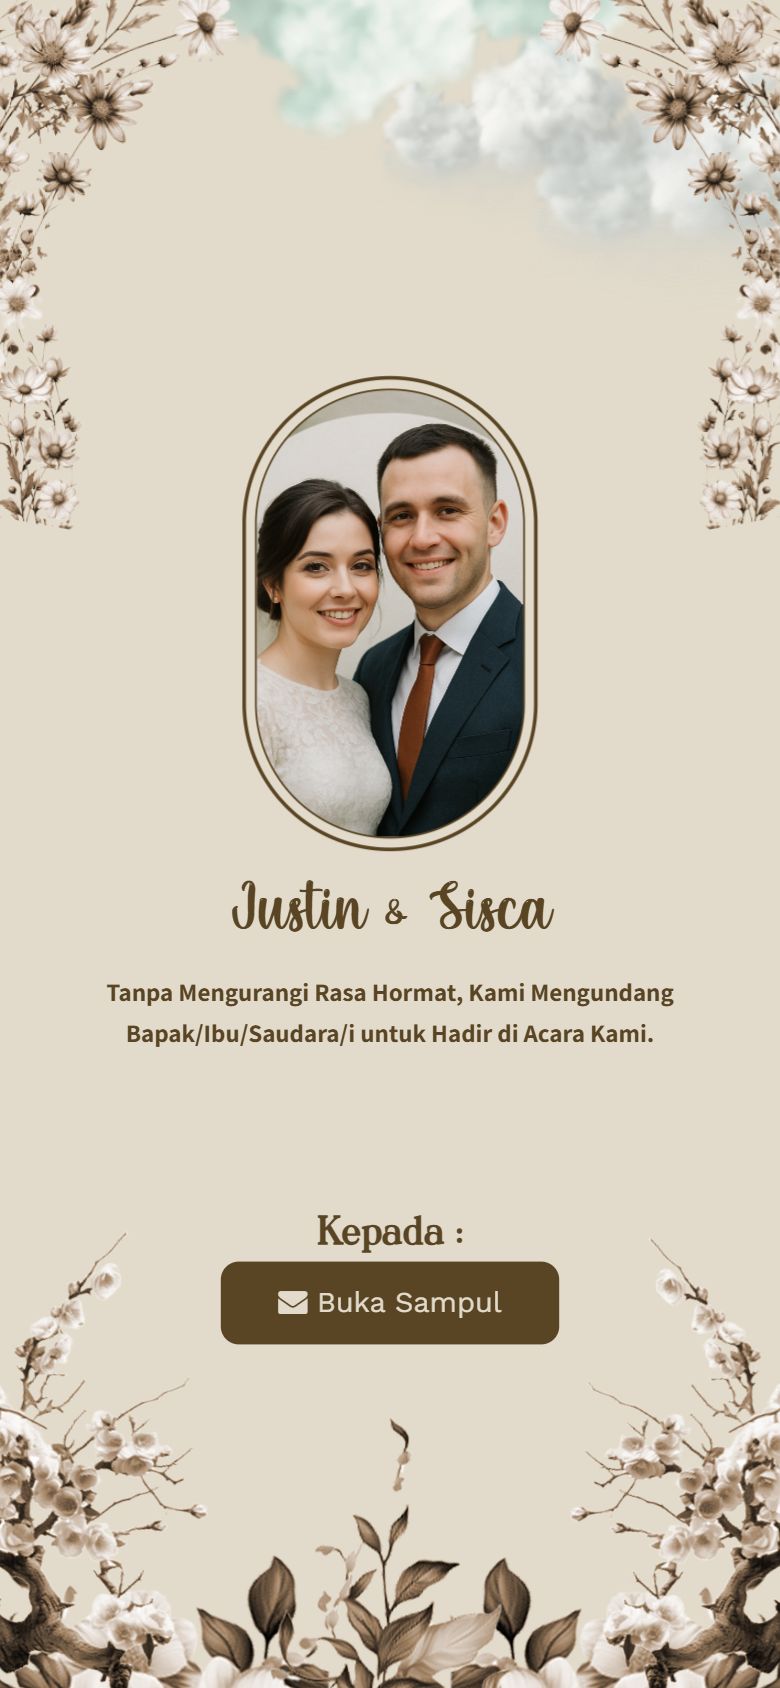 Justin & Sisca
Tanpa Mengurangi Rasa Hormat, Kami Mengundang
Bapak/Ibu/Saudara/i untuk Hadir di Acara Kami.
Kepada :
Buka Sampul